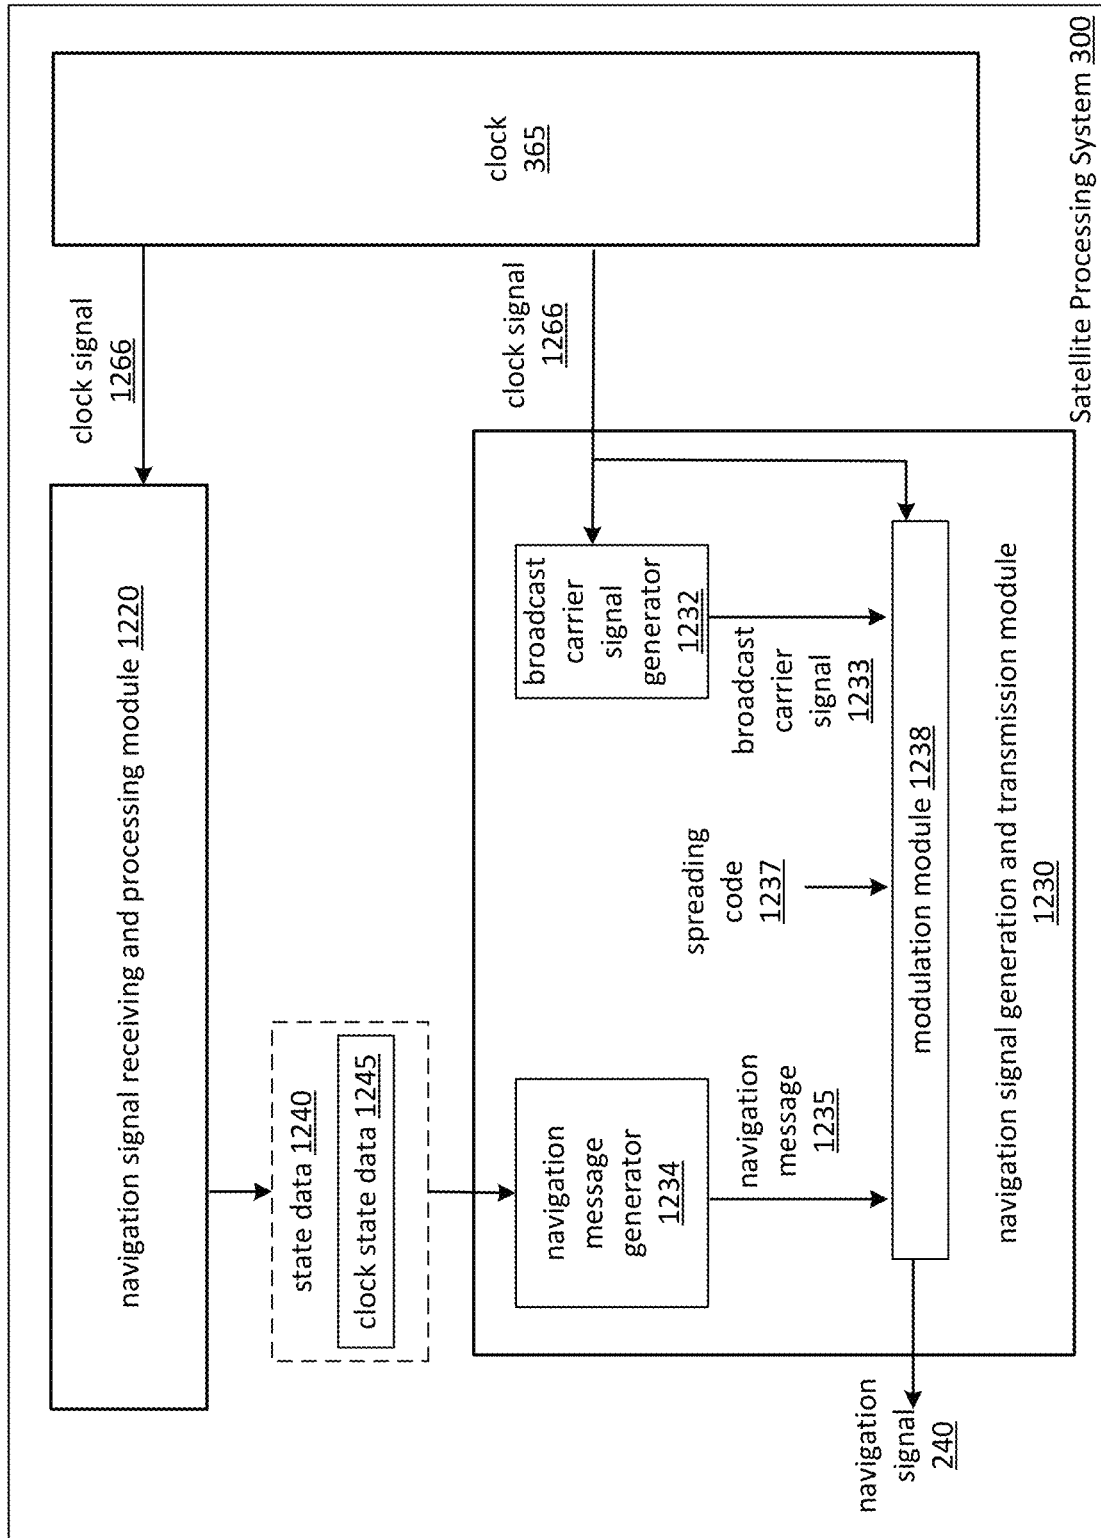 navigation signal receiving and processing module 1220
clock signal
1266
clock
365
state data 1240
clock state data 1245
clock signal
1266
navigation
message
generator
1234
broadcast
carrier
signal
generator
1232
navigation
message
1235
spreading
code
1237
broadcast
carrier
signal
1233
modulation module 1238
navigation
signal
240
navigation signal generation and transmission module
1230
Satellite Processing System 300